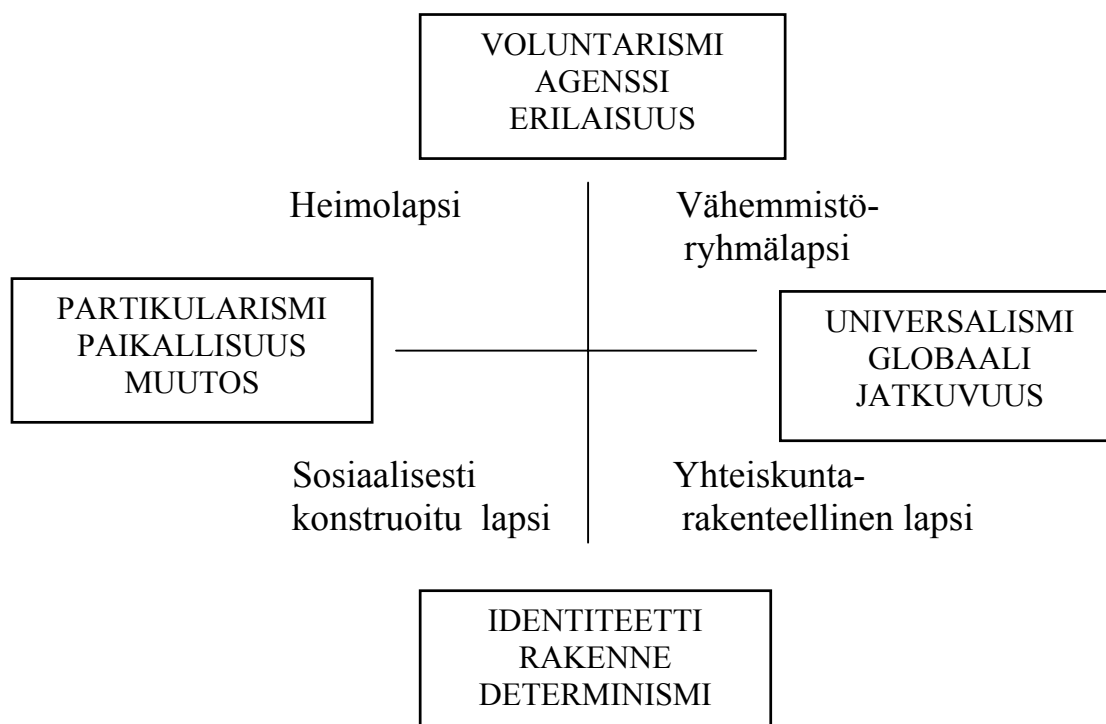 VOLUNTARISMI
AGENSSI
ERILAISUUS
Heimolapsi
Vähemmistö-
ryhmälapsi
PARTIKULARISMI
PAIKALLISUUS
MUUTOS
UNIVERSALISMI
GLOBAALI
JATKUVUUS
Sosiaalisesti
konstruoitu lapsi
Yhteiskunta-
rakenteellinen lapsi
IDENTITEETTI
RAKENNE
DETERMINISMI